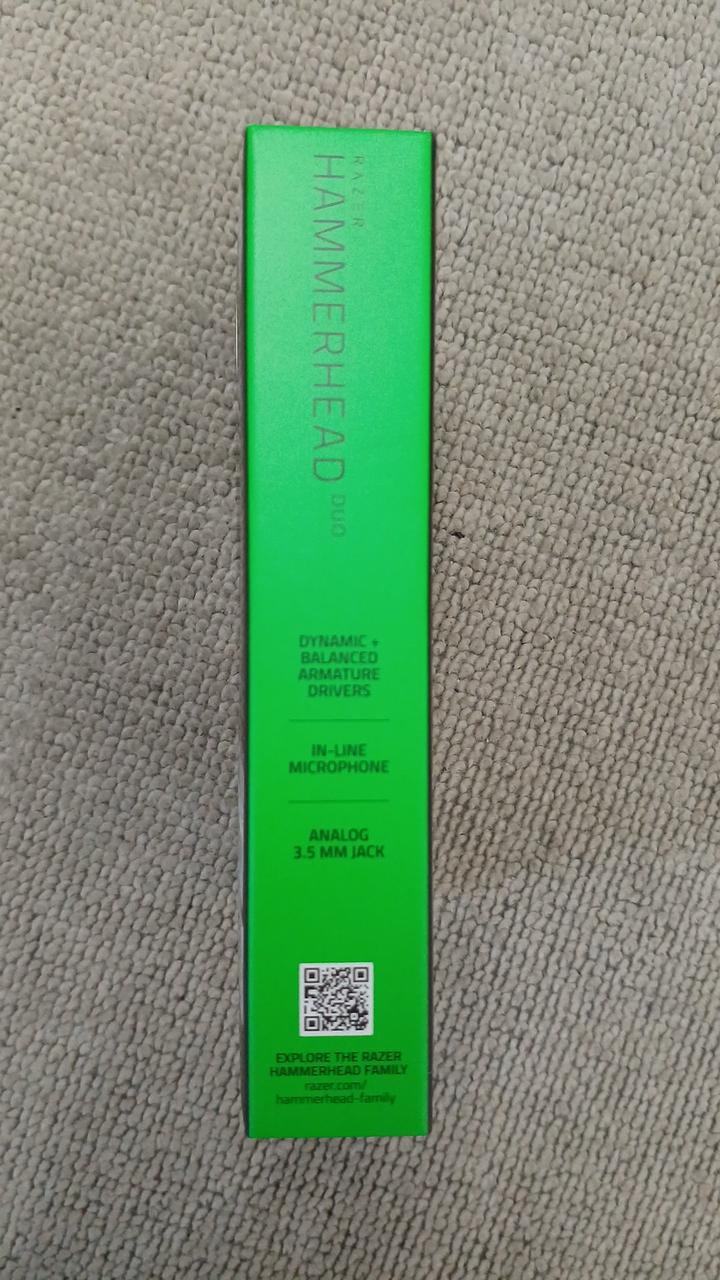 RAZER
HAMMERHEAD DUO
DYNAMIC +
BALANCED
ARMATURE
DRIVERS
IN-LINE
MICROPHONE
ANALOG
3.5 MM JACK
EXPLORE THE RAZER
HAMMERHEAD FAMILY
razer.com/
hammerhead-family